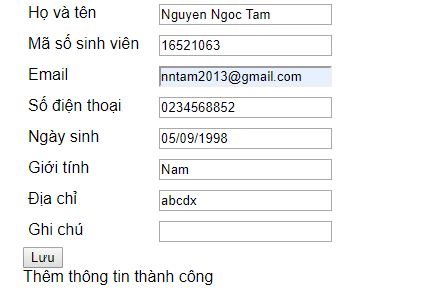 Họ và tên Nguyen Ngoc Tam
Mã số sinh viên 16521063
Email nntam2013@gmail.com
Số điện thoại 0234568852
Ngày sinh 05/09/1998
Giới tính Nam
Địa chỉ abcdx
Ghi chú
Lưu
Thêm thông tin thành công